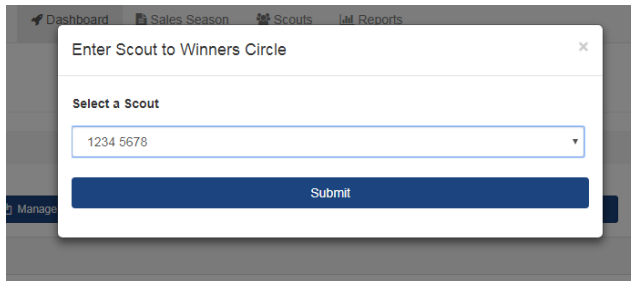 Dashboard Sales Season Scouts Reports
Enter Scout to Winners Circle ×
Select a Scout
1234 5678
Submit
Manage